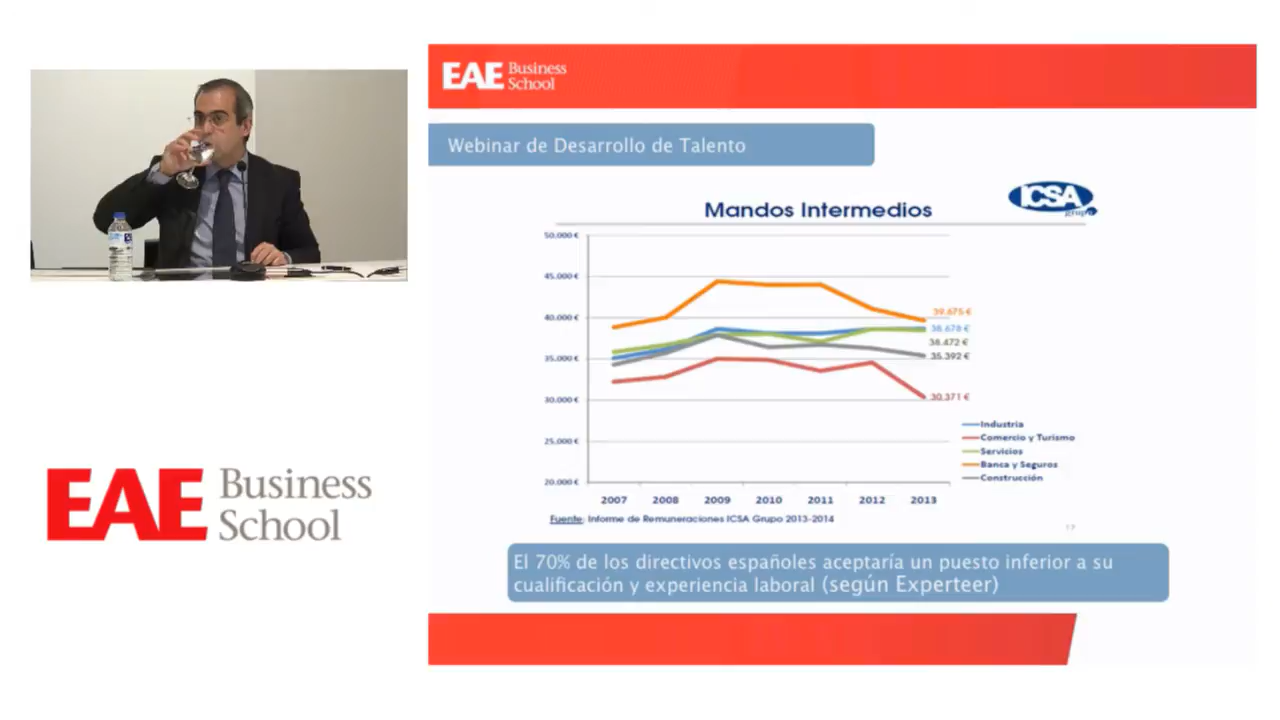 EAE Business School
Webinar de Desarrollo de Talento
ICSA
grupo
Mandos Intermedios
50.000 €
45.000 €
40.000 €
35.000 €
30.000 €
25.000 €
20.000 €
39.675 €
38.678 €
38.472 €
35.392 €
30.371 €
Industria
Comercio y Turismo
Servicios
Banca y Seguros
Construcción
2007 2008 2009 2010 2011 2012 2013
Fuente: Informe de Remuneraciones ICSA Grupo 2013-2014
17
El 70% de los directivos españoles aceptaría un puesto inferior a su
cualificación y experiencia laboral (según Experteer)
EAE Business
School